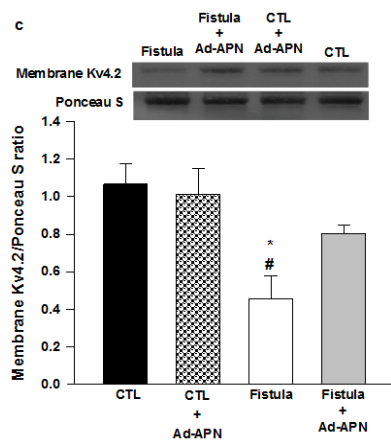 c
Fistula
Fistula
+
Ad-APN
CTL
+
Ad-APN
CTL
Membrane Kv4.2
Ponceau S
Membrane Kv4.2/Ponceau S ratio
1.4
1.2
1.0
0.8
0.6
0.4
0.2
0.0
*
#
CTL
CTL
+
Ad-APN
Fistula
Fistula
+
Ad-APN